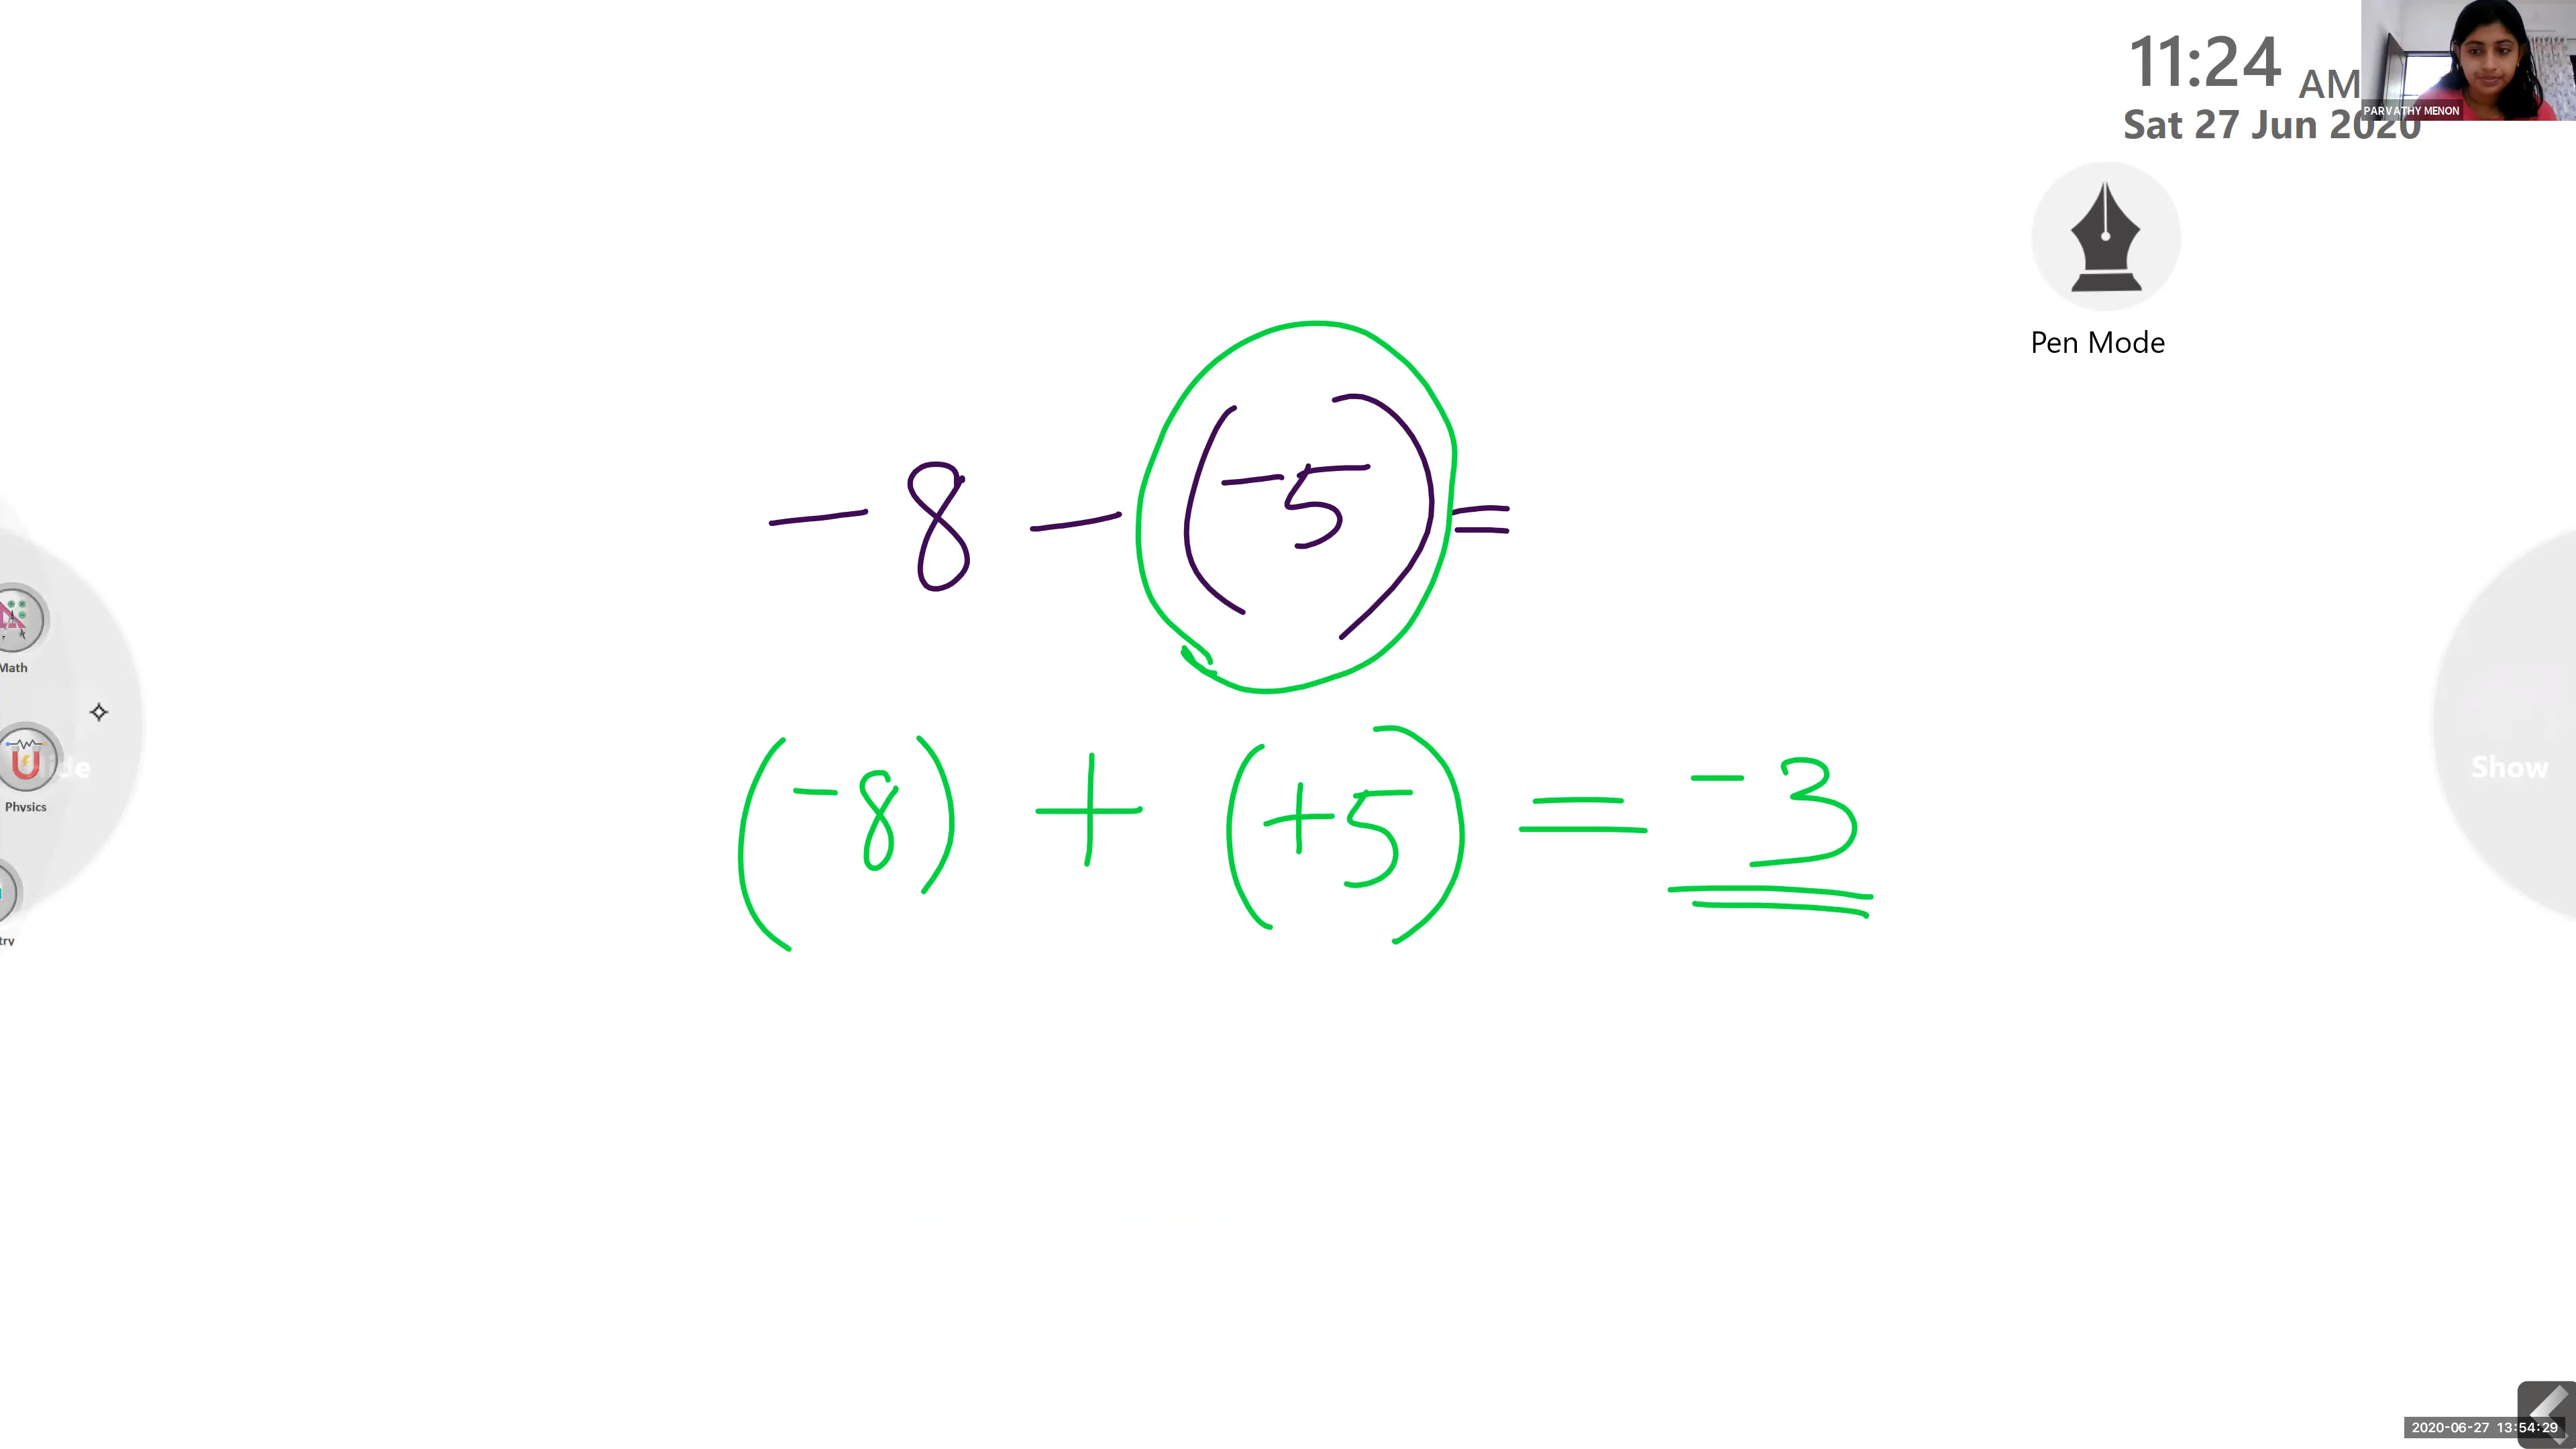 11:24 AM
PARVATHY MENON
Sat 27 Jun 2020
Pen Mode
-8 - (-5) =
Math
Physics
Show
(-8) + (+5) = -3
try
2020-06-27 13:54:29